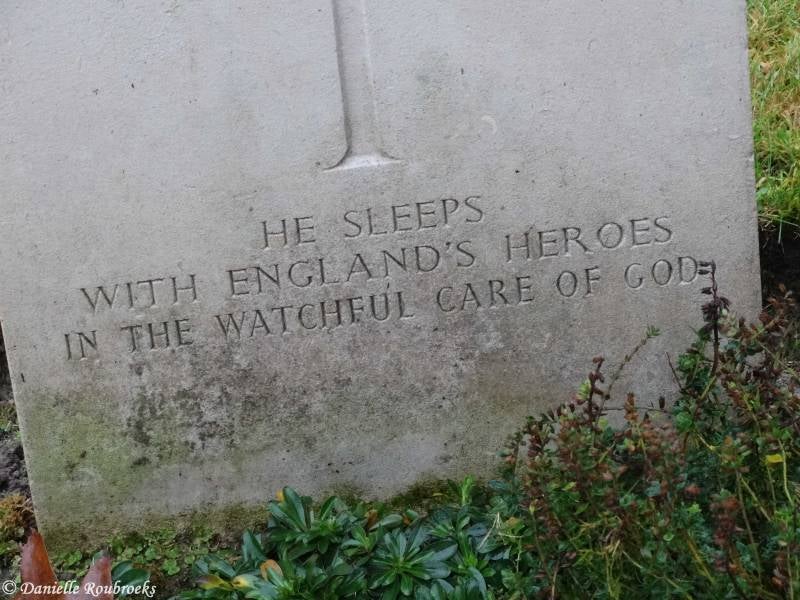 HE SLEEPS
WITH ENGLAND'S HEROES
IN THE WATCHFUL CARE OF GOD
© Danielle Roubroeks